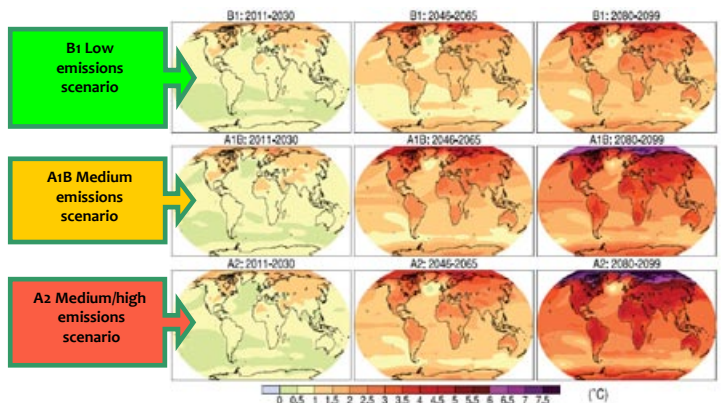 B1: 2011-2030
B1: 2046-2065
B1: 2080-2099
B1 Low
emissions
scenario
A1B: 2011-2030
A1B: 2046-2065
A1B: 2080-2099
A1B Medium
emissions
scenario
A2: 2011-2030
A2: 2046-2065
A2: 2080-2099
A2 Medium/high
emissions
scenario
0 0.5 1 1.5 2 2.5 3 3.5 4 4.5 5 5.5 6 6.5 7 7.5 (°C)